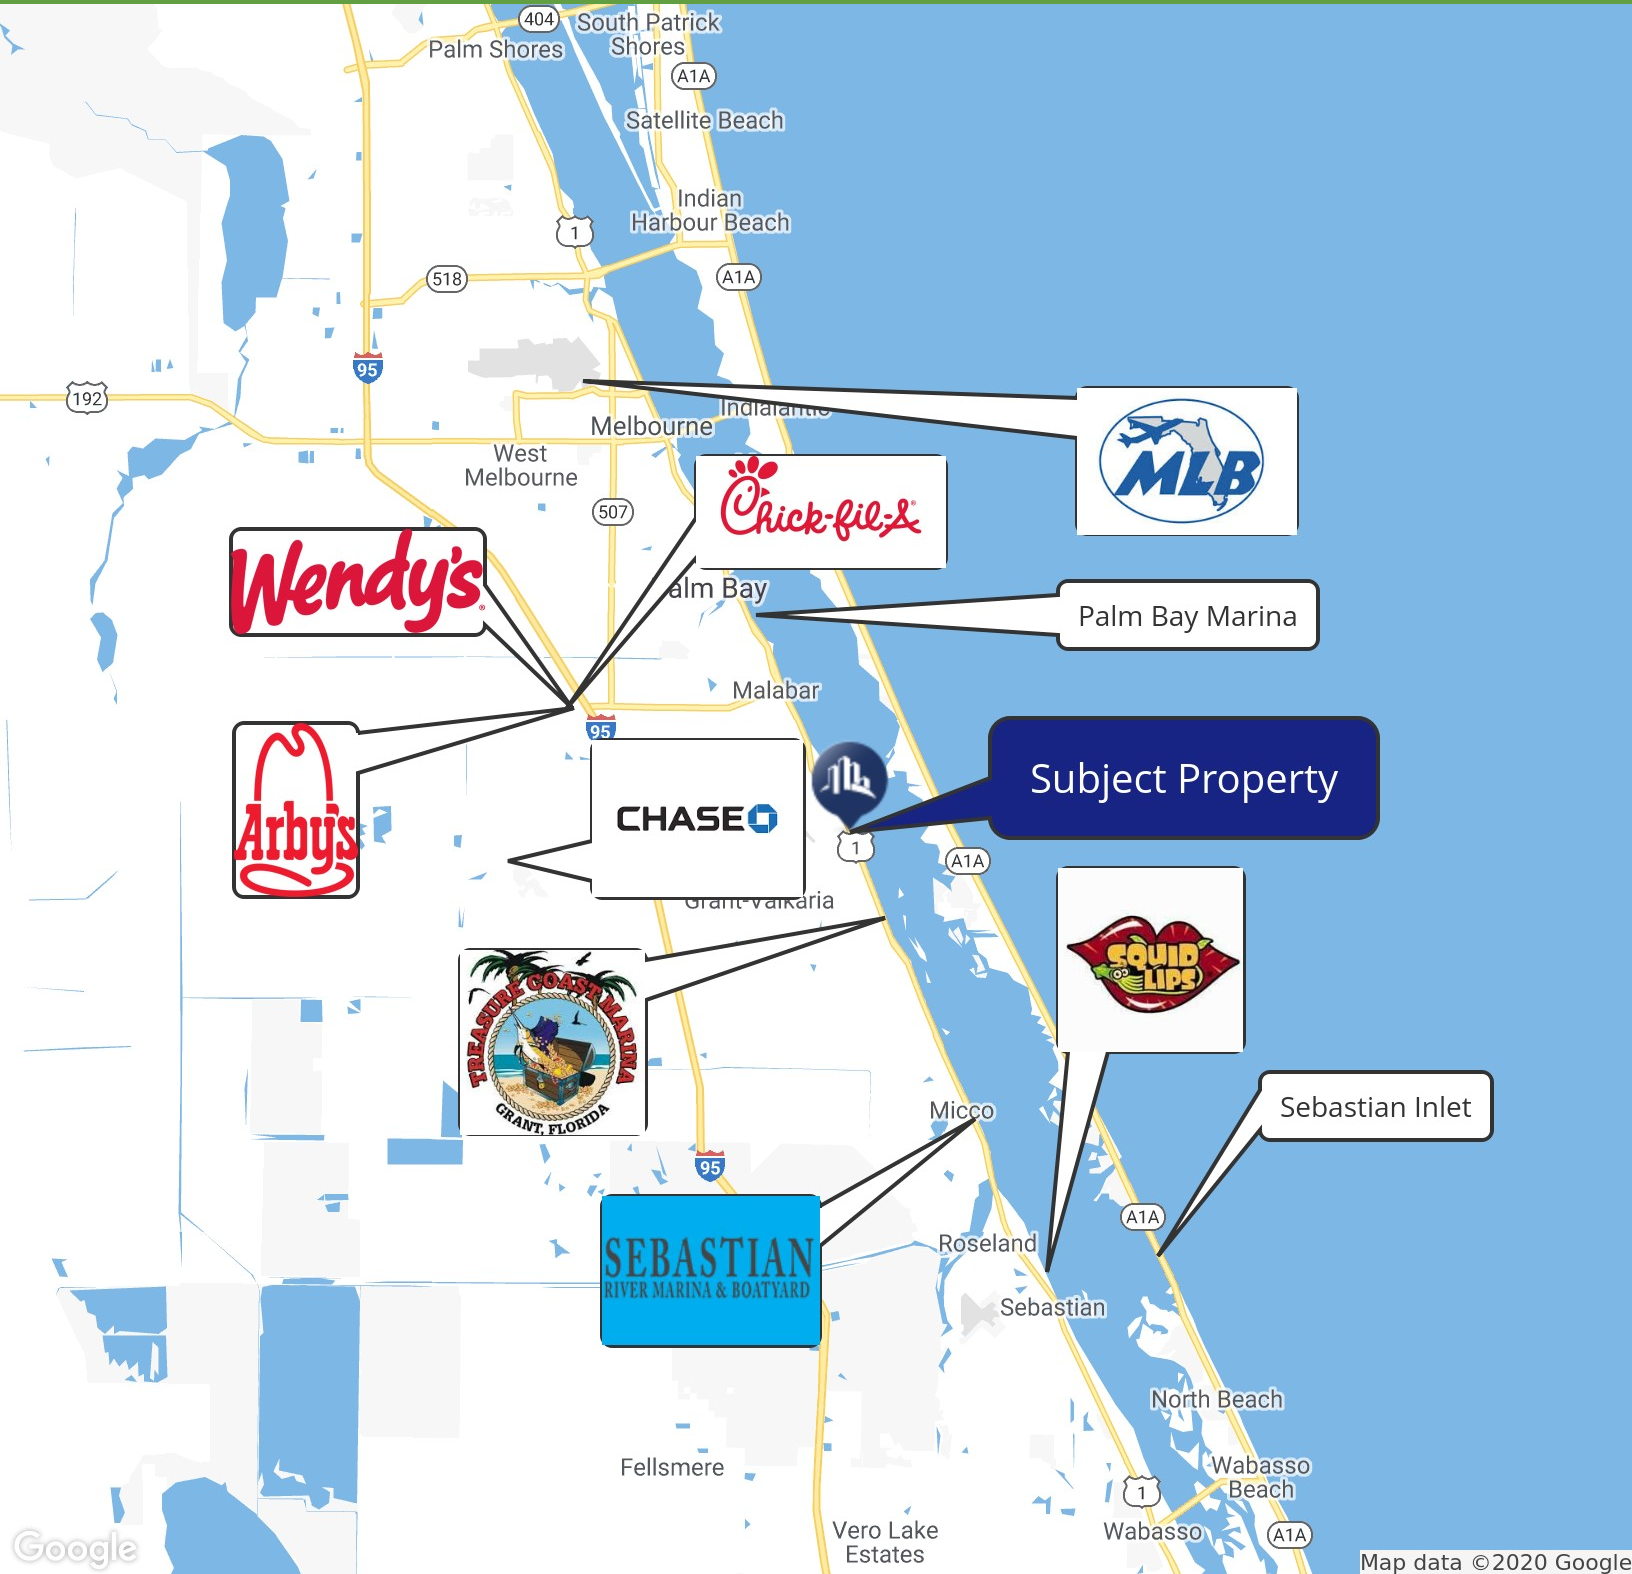 404
South Patrick
Shores
Palm Shores
A1A
Satellite Beach
Indian
Harbour Beach
1
518
A1A
95
192
Indialantic
Melbourne
West
Melbourne
MLB
507
Chick-fil-A
Wendy's
alm Bay
Palm Bay Marina
Malabar
95
Subject Property
Arby's
CHASE
1
A1A
Grant-Valkaria
SQUID
LIPS
TREASURE COAST MARINA
GRANT, FLORIDA
Micco
Sebastian Inlet
95
A1A
SEBASTIAN
RIVER MARINA & BOATYARD
Roseland
Sebastian
North Beach
Fellsmere
Wabasso
Beach
1
Vero Lake
Estates
Wabasso
A1A
Google
Map data ©2020 Google